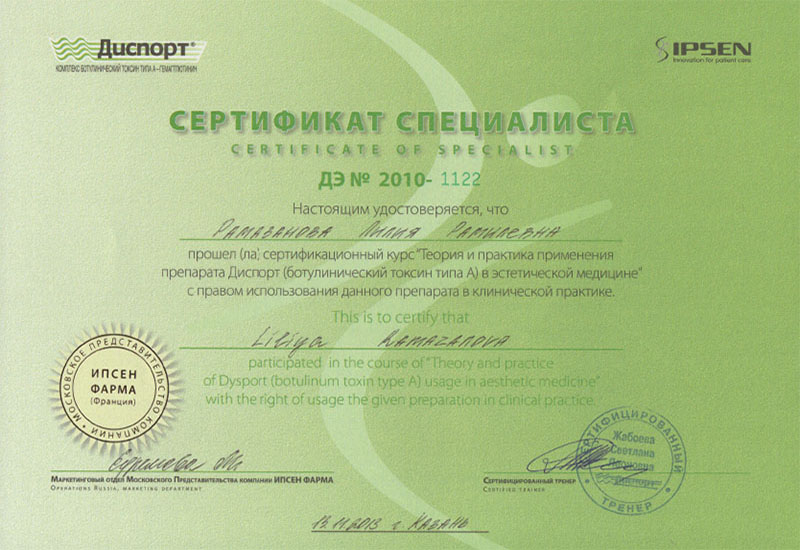 Диспорт®
КОМПЛЕКС БОТУЛИНИЧЕСКИЙ ТОКСИН ТИПА А–ГЕМАГГЛЮТИНИН
IPSEN
Innovation for patient care
СЕРТИФИКАТ СПЕЦИАЛИСТА
CERTIFICATE OF SPECIALIST
ДЭ № 2010- 1122
Настоящим удостоверяется, что
Рамазанова Лилия Рамилевна
прошел (ла) сертификационный курс "Теория и практика применения
препарата Диспорт (ботулинический токсин типа А) в эстетической медицине"
с правом использования данного препарата в клинической практике.
This is to certify that
Liliya Ramazanova
participated in the course of "Theory and practice
of Dysport (botulinum toxin type A) usage in aesthetic medicine"
with the right of usage the given preparation in clinical practice.
МОСКОВСКОЕ ПРЕДСТАВИТЕЛЬСТВО КОМПАНИИ
ИПСЕН
ФАРМА
(Франция)
СЕРТИФИЦИРОВАННЫЙ ТРЕНЕР
Жабоева
Светлана
Диспорт
Маркетинговый отдел Московского Представительства компании ИПСЕН ФАРМА
Operations Russia, marketing department
Сертифицированный тренер
Certified trainer
13.11.2013 г. Казань